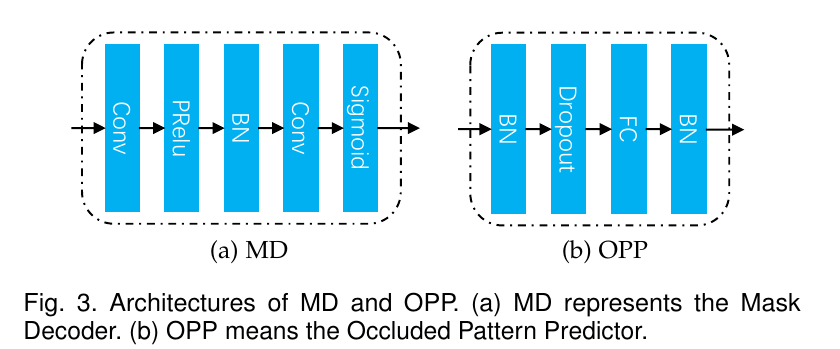 Conv
PRelu
BN
Conv
Sigmoid
BN
Dropout
FC
BN
(a) MD
(b) OPP
Fig. 3. Architectures of MD and OPP. (a) MD represents the Mask
Decoder. (b) OPP means the Occluded Pattern Predictor.